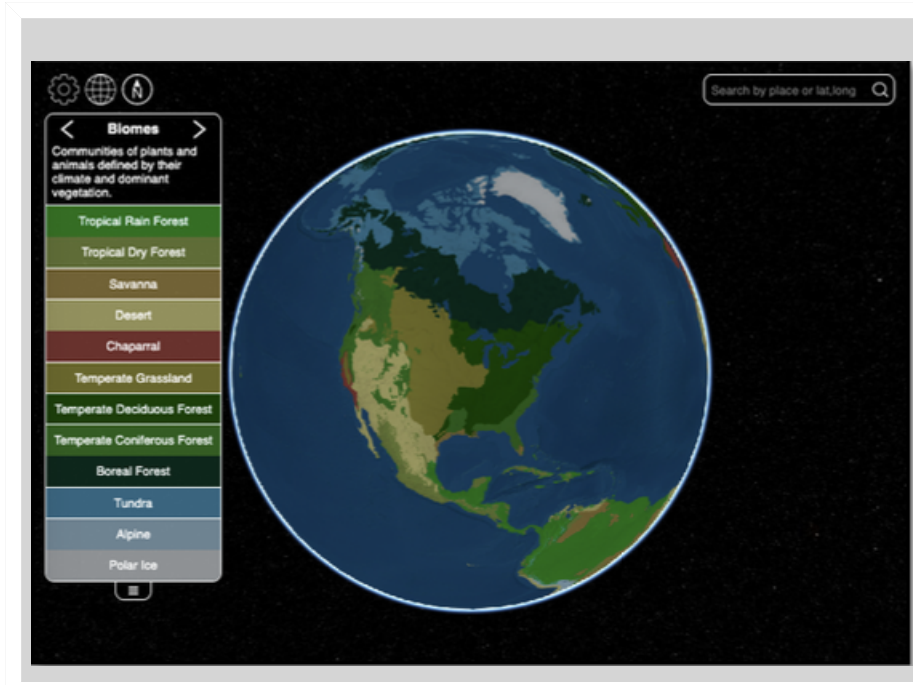 N
Search by place or lat,long
Biomes
Communities of plants and
animals defined by their
climate and dominant
vegetation.
Tropical Rain Forest
Tropical Dry Forest
Savanna
Desert
Chaparral
Temperate Grassland
Temperate Deciduous Forest
Temperate Coniferous Forest
Boreal Forest
Tundra
Alpine
Polar Ice